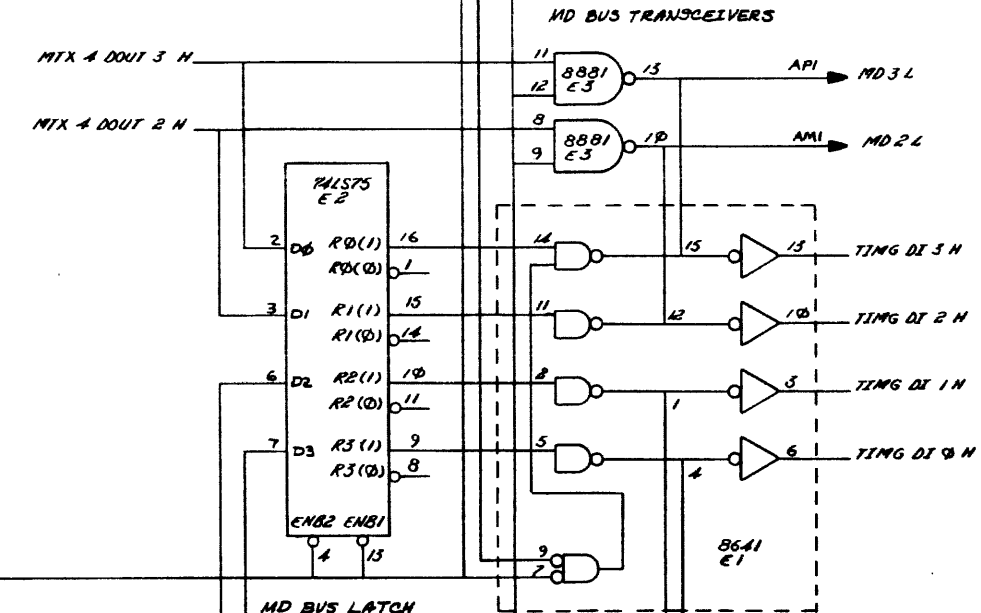 MD BUS TRANSCEIVERS
MTX 4 DOUT 3 H
11
12
8881
E3
13
AP1
MD 3 L
MTX 4 DOUT 2 H
8
9
8881
E3
1Ø
AM1
MD 2 L
74LS75
E2
2
DØ
RØ(1)
16
14
15
13
TIMG DI 3 H
RØ(Ø)
1
3
D1
R1(1)
15
11
12
1Ø
TIMG DI 2 H
R1(Ø)
14
6
D2
R2(1)
1Ø
8
1
3
TIMG DI 1 H
R2(Ø)
11
7
D3
R3(1)
9
5
4
6
TIMG DI Ø H
R3(Ø)
8
ENB2 ENB1
4
13
9
7
8641
E1
MD BUS LATCH